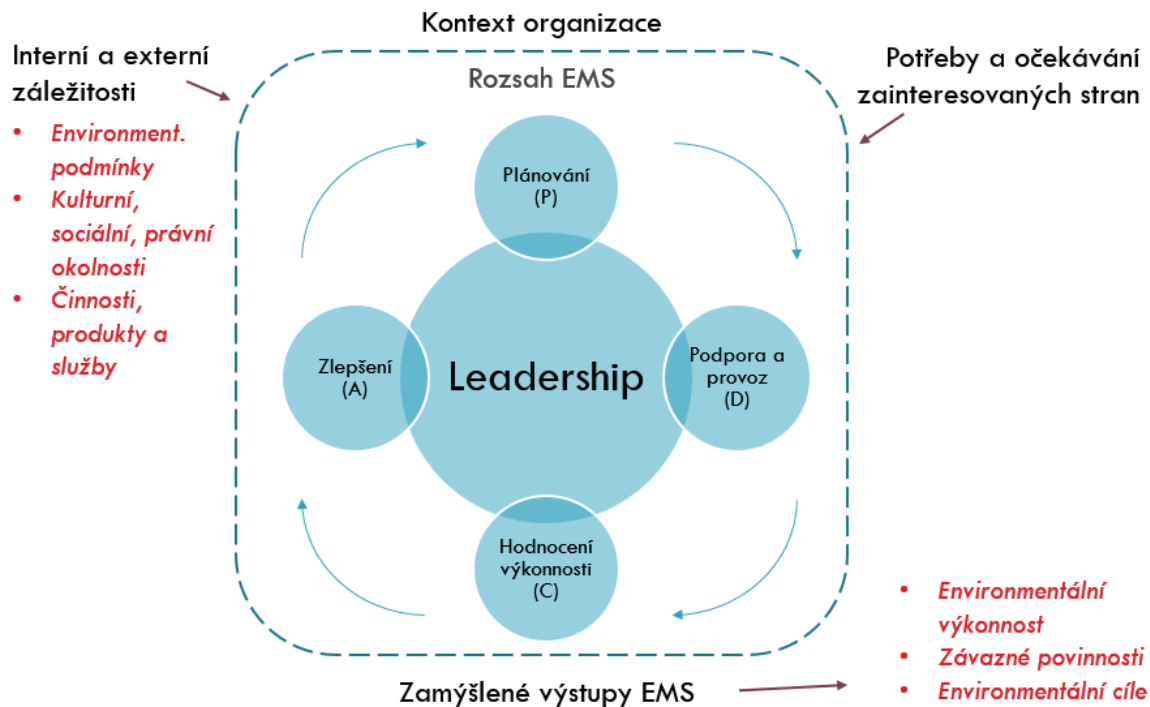 Kontext organizace
Interní a externí
záležitosti
• Environment.
podmínky
• Kulturní,
sociální, právní
okolnosti
• Činnosti,
produkty a
služby
Rozsah EMS
Potřeby a očekávání
zainteresovaných stran
Plánování
(P)
Zlepšení
(A)
Leadership
Podpora a
provoz
(D)
Hodnocení
výkonnosti
(C)
Zamýšlené výstupy EMS
• Environmentální
výkonnost
• Závazné povinnosti
• Environmentální cíle